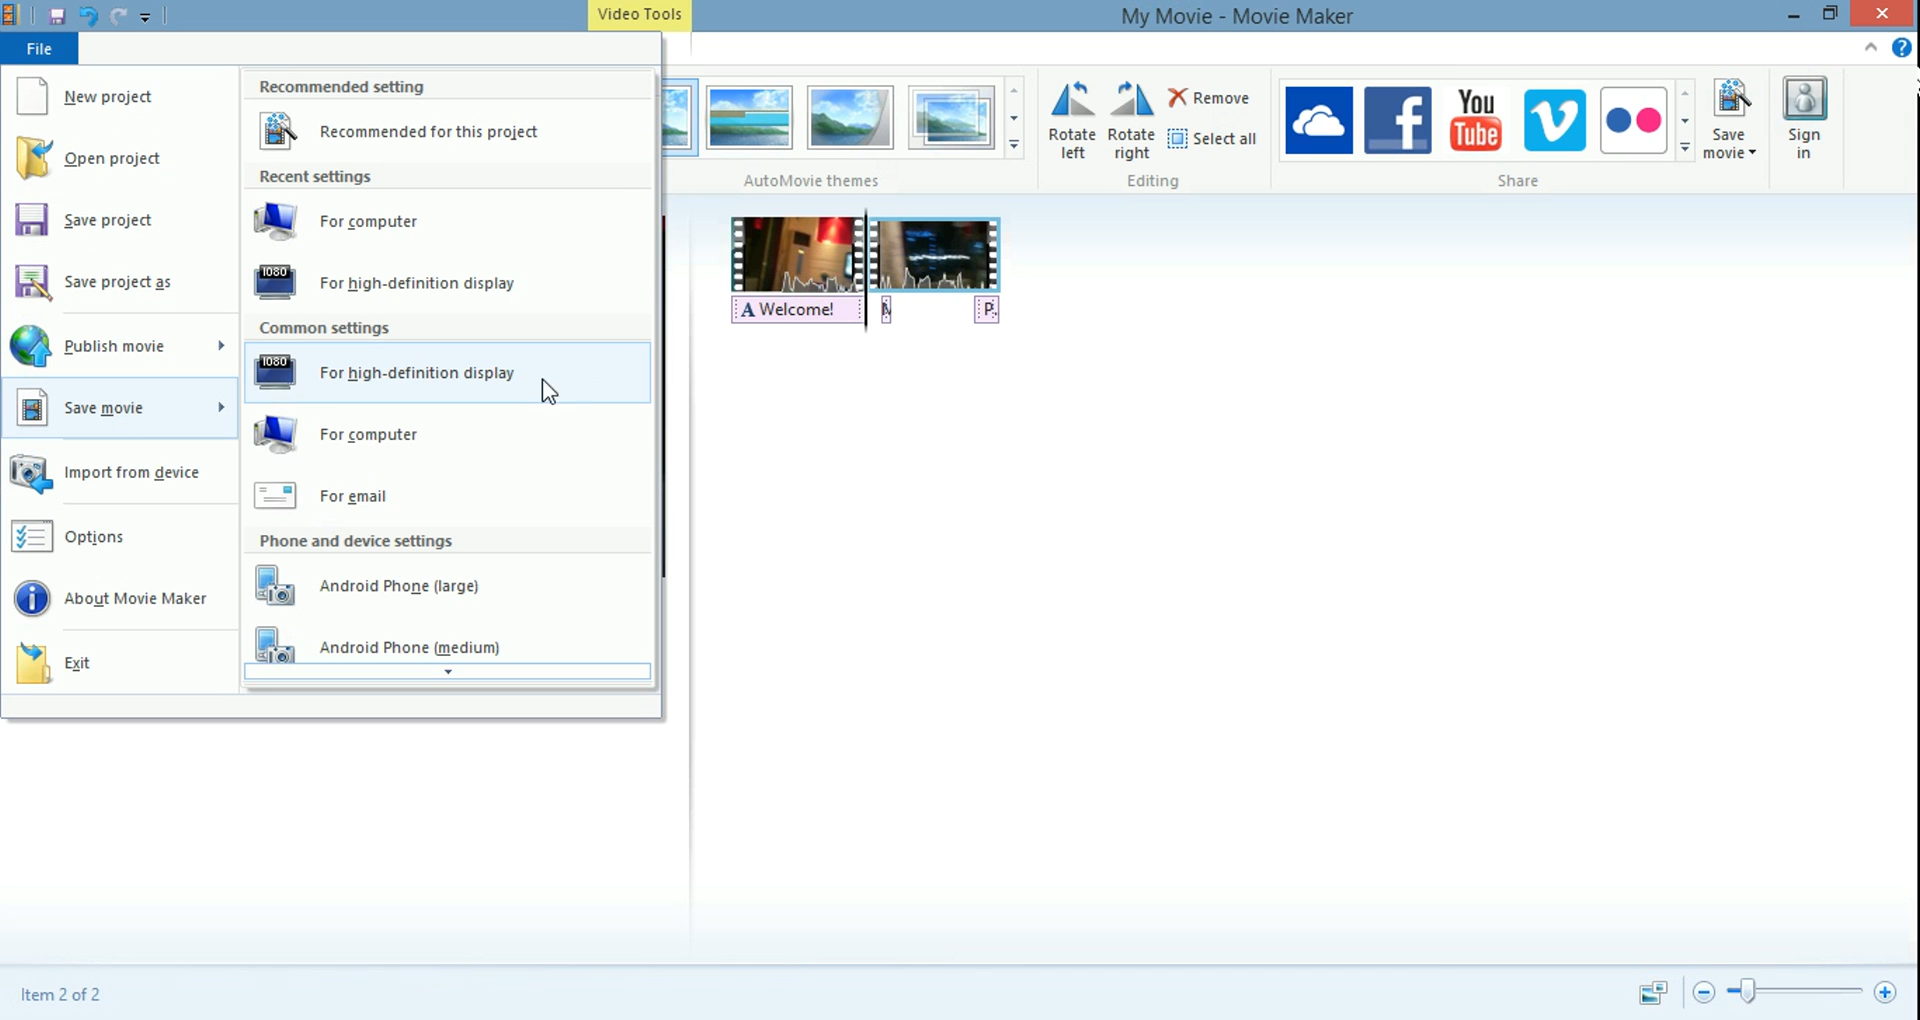 Video Tools
My Movie - Movie Maker
File
New project
Open project
Save project
Save project as
Publish movie
Save movie
Import from device
Options
About Movie Maker
Exit
Recommended setting
Recommended for this project
Recent settings
For computer
1080
For high-definition display
Common settings
1080
For high-definition display
For computer
For email
Phone and device settings
Android Phone (large)
Android Phone (medium)
AutoMovie themes
Rotate left
Rotate right
Remove
Select all
Editing
f
You Tube
Share
Save movie
Sign in
A Welcome!
P.
Item 2 of 2